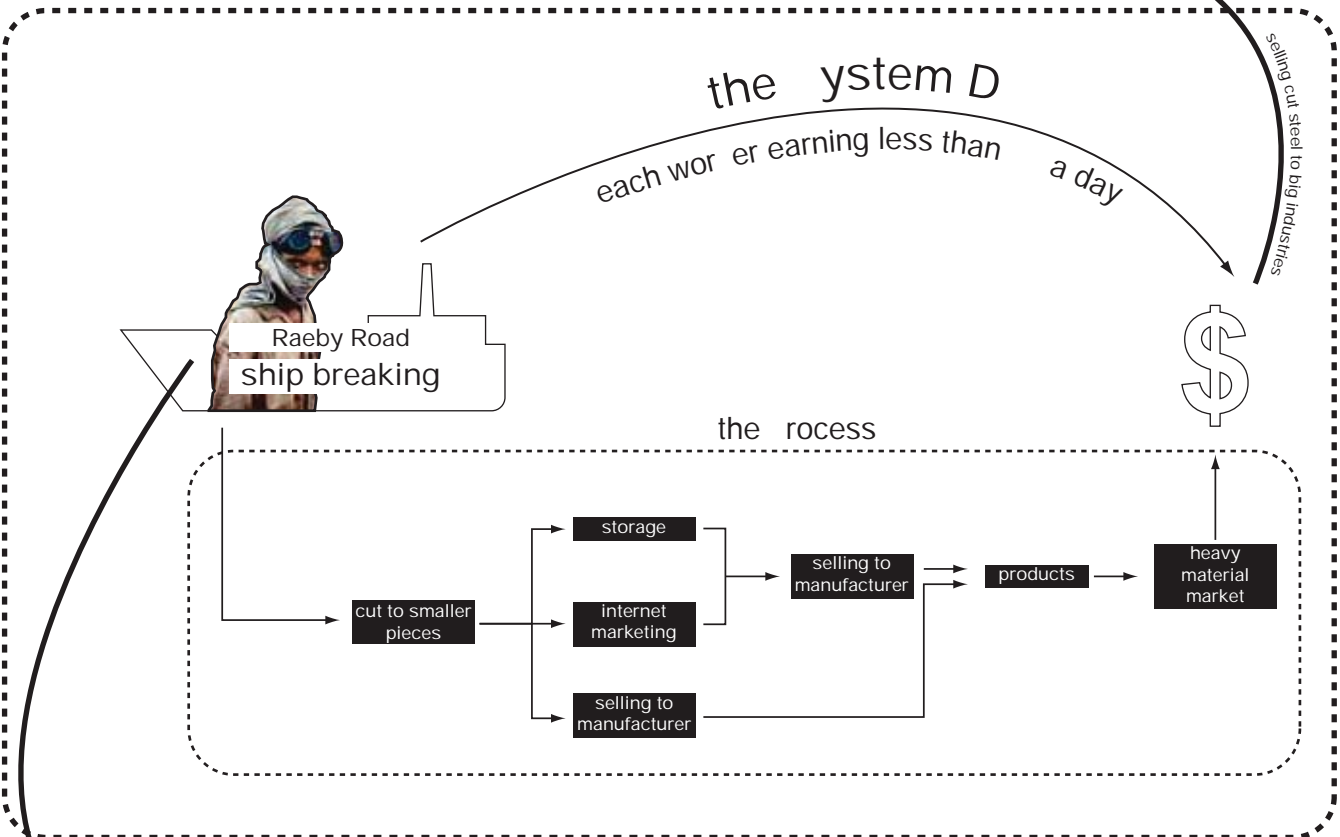 the ystem D
each wor er earning less than a day
selling cut steel to big industries
Raeby Road
ship breaking
$
the rocess
storage
selling to
manufacturer
products
heavy
material
market
cut to smaller
pieces
internet
marketing
selling to
manufacturer